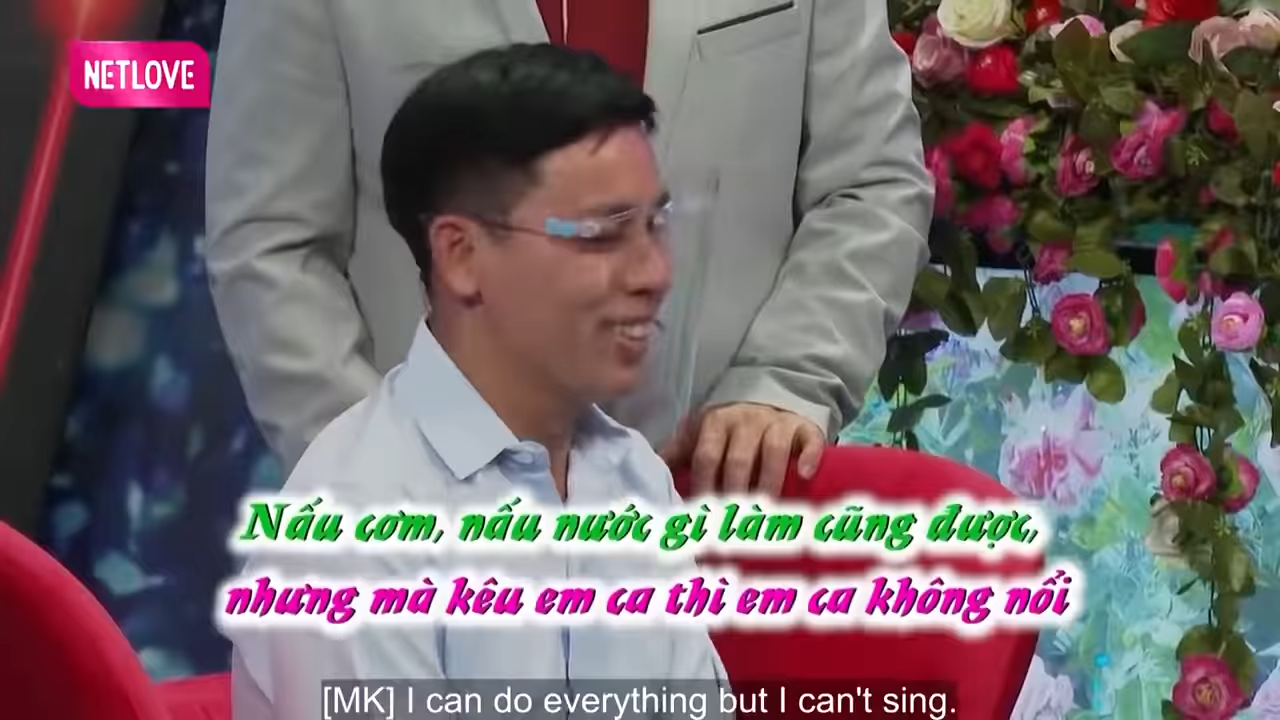 NETLOVE
Nấu cơm, nấu nước gì làm cũng được,
nhưng mà kêu em ca thì em ca không nổi
[MK] I can do everything but I can't sing.